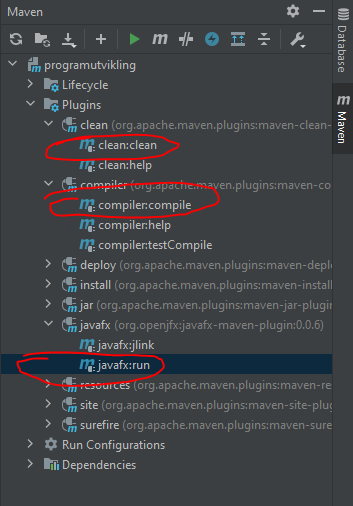 Maven
programutvikling
Lifecycle
Plugins
clean (org.apache.maven.plugins:maven-clean-
clean:clean
clean:help
compiler (org.apache.maven.plugins:maven-co
compiler:compile
compiler:help
compiler:testCompile
deploy (org.apache.maven.plugins:maven-deplo
install (org.apache.maven.plugins:maven-install
jar (org.apache.maven.plugins:maven-jar-plugin
javafx (org.openjfx:javafx-maven-plugin:0.0.6)
javafx:jlink
javafx:run
resources (org.apache.maven.plugins:maven-re
site (org.apache.maven.plugins:maven-site-plug
surefire (org.apache.maven.plugins:maven-sure
Run Configurations
Dependencies
Database
Maven